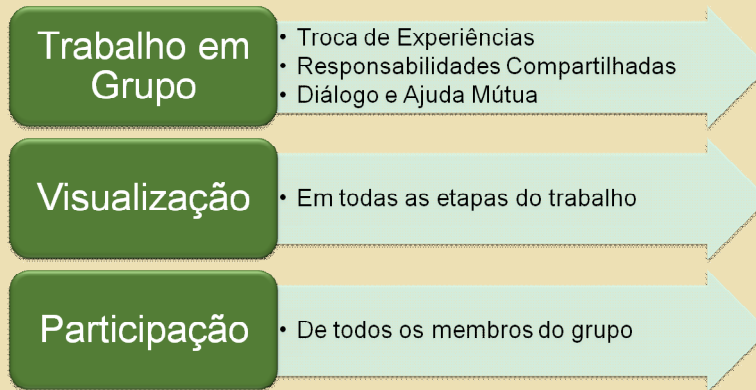 Trabalho em
Grupo
• Troca de Experiências
• Responsabilidades Compartilhadas
• Diálogo e Ajuda Mútua
Visualização
• Em todas as etapas do trabalho
Participação
• De todos os membros do grupo